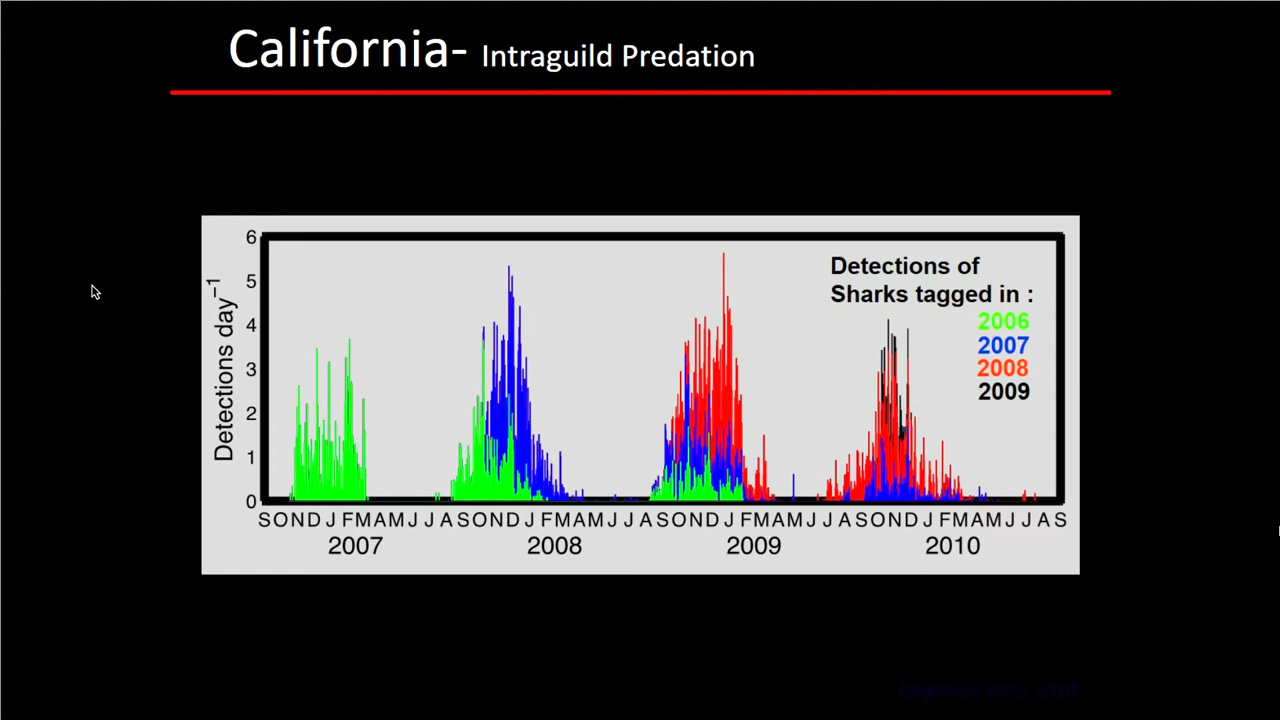 California- Intraguild Predation
Detections of
Sharks tagged in :
2006
2007
2008
2009
Detections day⁻¹
6
5
4
3
2
1
0
S O N D J F M A M J J A S O N D J F M A M J J A S O N D J F M A M J J A S O N D J F M A M J J A S
2007 2008 2009 2010